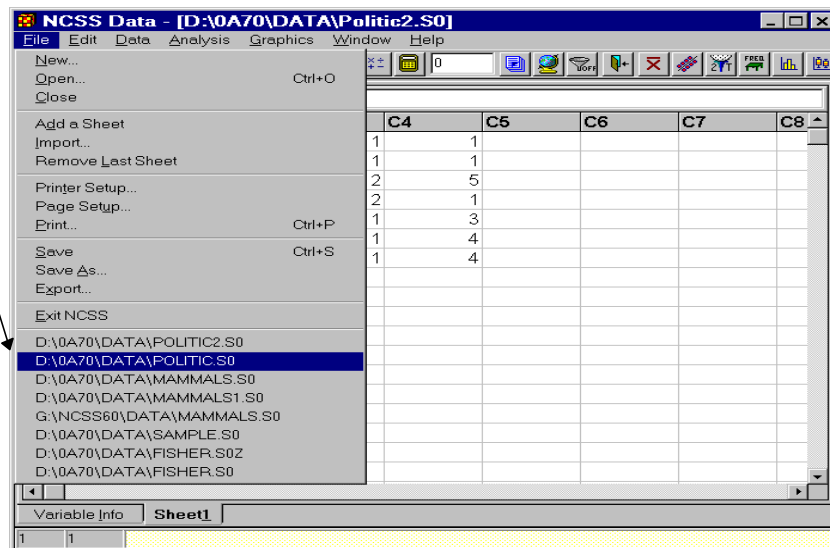 NCSS Data - [D:\0A70\DATA\Politic2.S0]
File Edit Data Analysis Graphics Window Help
0
New...
Open... Ctrl+O
Close
Add a Sheet
Import...
Remove Last Sheet
Printer Setup...
Page Setup...
Print... Ctrl+P
Save Ctrl+S
Save As...
Export...
Exit NCSS
D:\0A70\DATA\POLITIC2.S0
D:\0A70\DATA\POLITIC.S0
D:\0A70\DATA\MAMMALS.S0
D:\0A70\DATA\MAMMALS1.S0
G:\NCSS60\DATA\MAMMALS.S0
D:\0A70\DATA\SAMPLE.S0
D:\0A70\DATA\FISHER.S0Z
D:\0A70\DATA\FISHER.S0
C4 C5 C6 C7 C8
1 1
1 1
2 5
2 1
1 3
1 4
1 4
Variable Info Sheet1
1 1